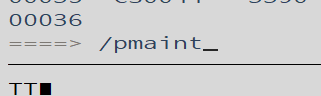 00036
====> /pmaint_
TT